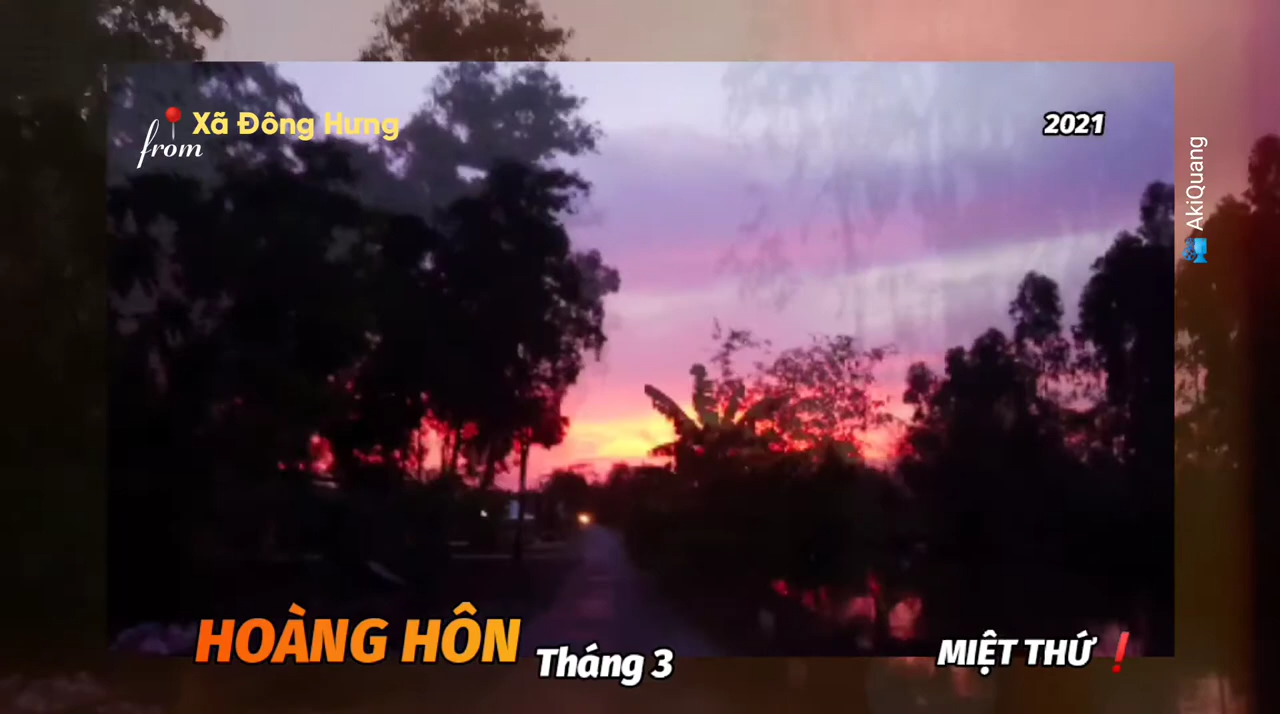 📍Xã Đông Hưng
from
2021
🎥 AkiQuang
HOÀNG HÔN
Tháng 3
MIỆT THỨ❗